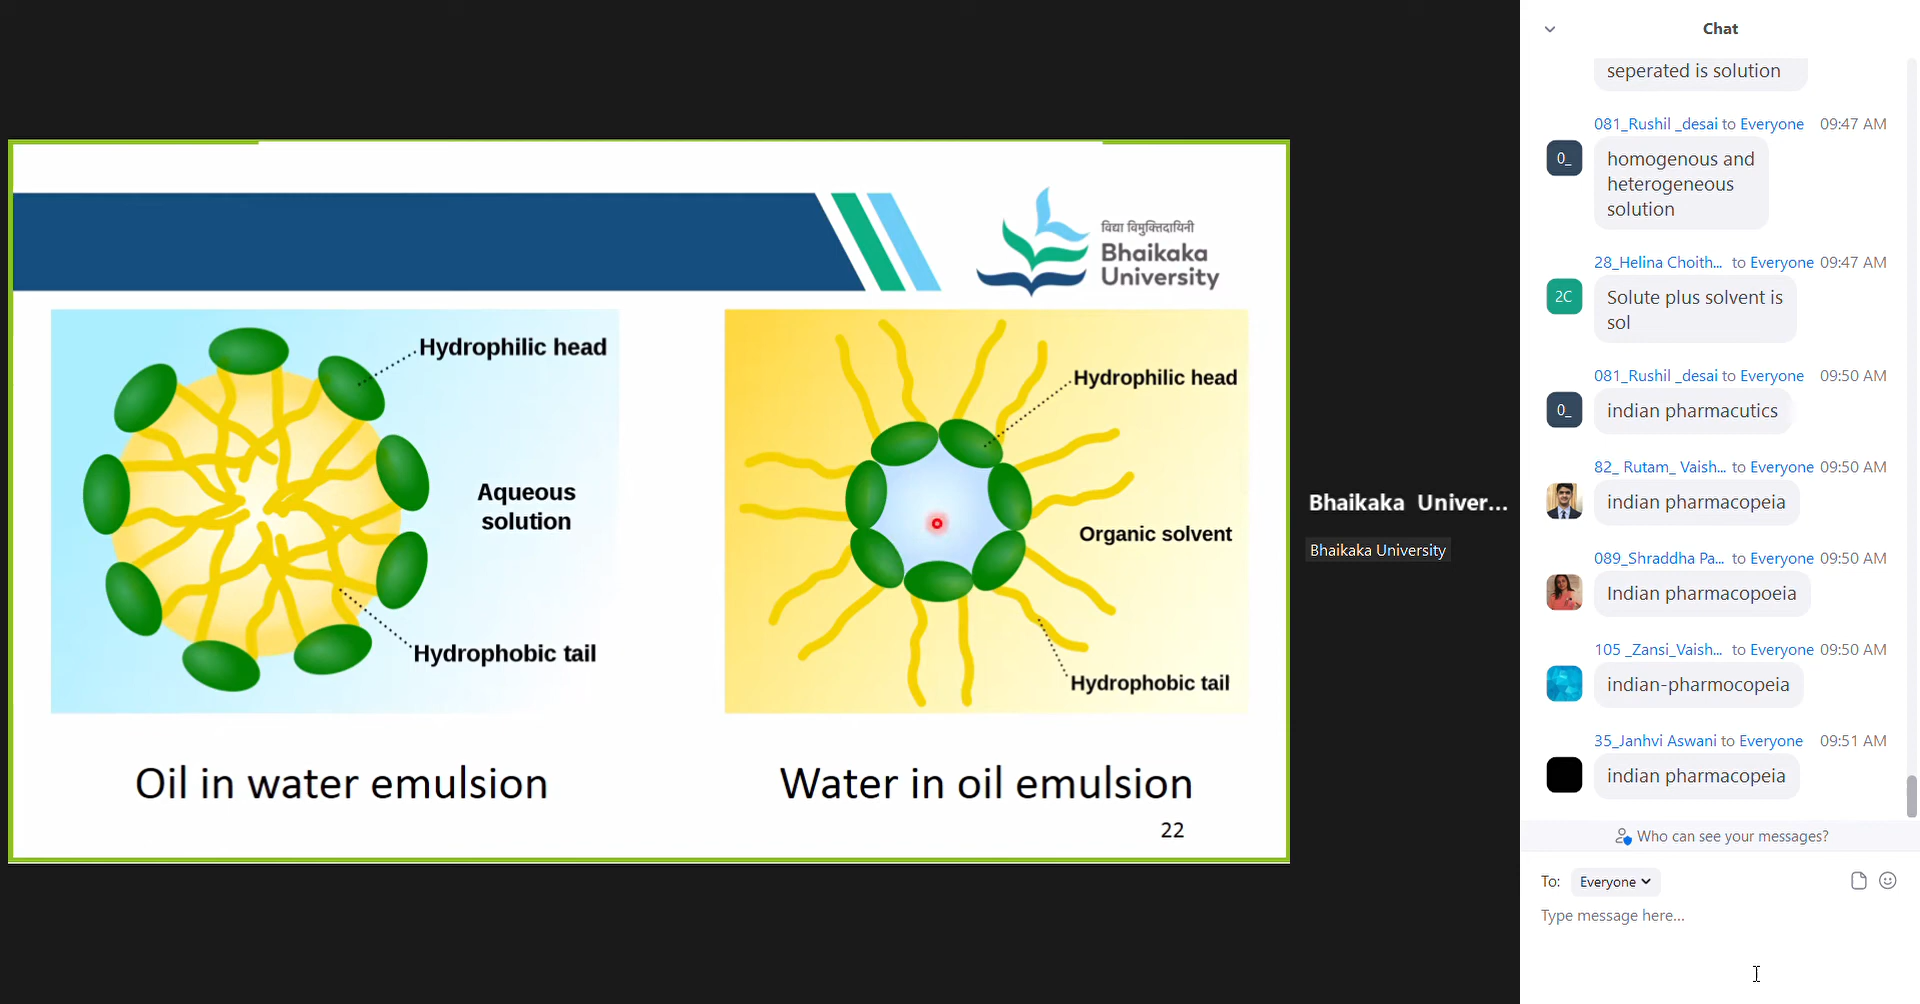 विद्या विमुक्तिदायिनी
Bhaikaka
University
Hydrophilic head
Aqueous
solution
Hydrophobic tail
Hydrophilic head
Organic solvent
Hydrophobic tail
Oil in water emulsion
Water in oil emulsion
22
Bhaikaka Univer...
Bhaikaka University
Chat
seperated is solution
081_Rushil _desai to Everyone 09:47 AM
0_
homogenous and
heterogeneous
solution
28_Helina Choith... to Everyone 09:47 AM
2C
Solute plus solvent is
sol
081_Rushil _desai to Everyone 09:50 AM
0_
indian pharmacutics
82_ Rutam_ Vaish... to Everyone 09:50 AM
indian pharmacopeia
089_Shraddha Pa... to Everyone 09:50 AM
Indian pharmacopoeia
105 _Zansi_Vaish... to Everyone 09:50 AM
indian-pharmocopeia
35_Janhvi Aswani to Everyone 09:51 AM
indian pharmacopeia
Who can see your messages?
To: Everyone
Type message here...